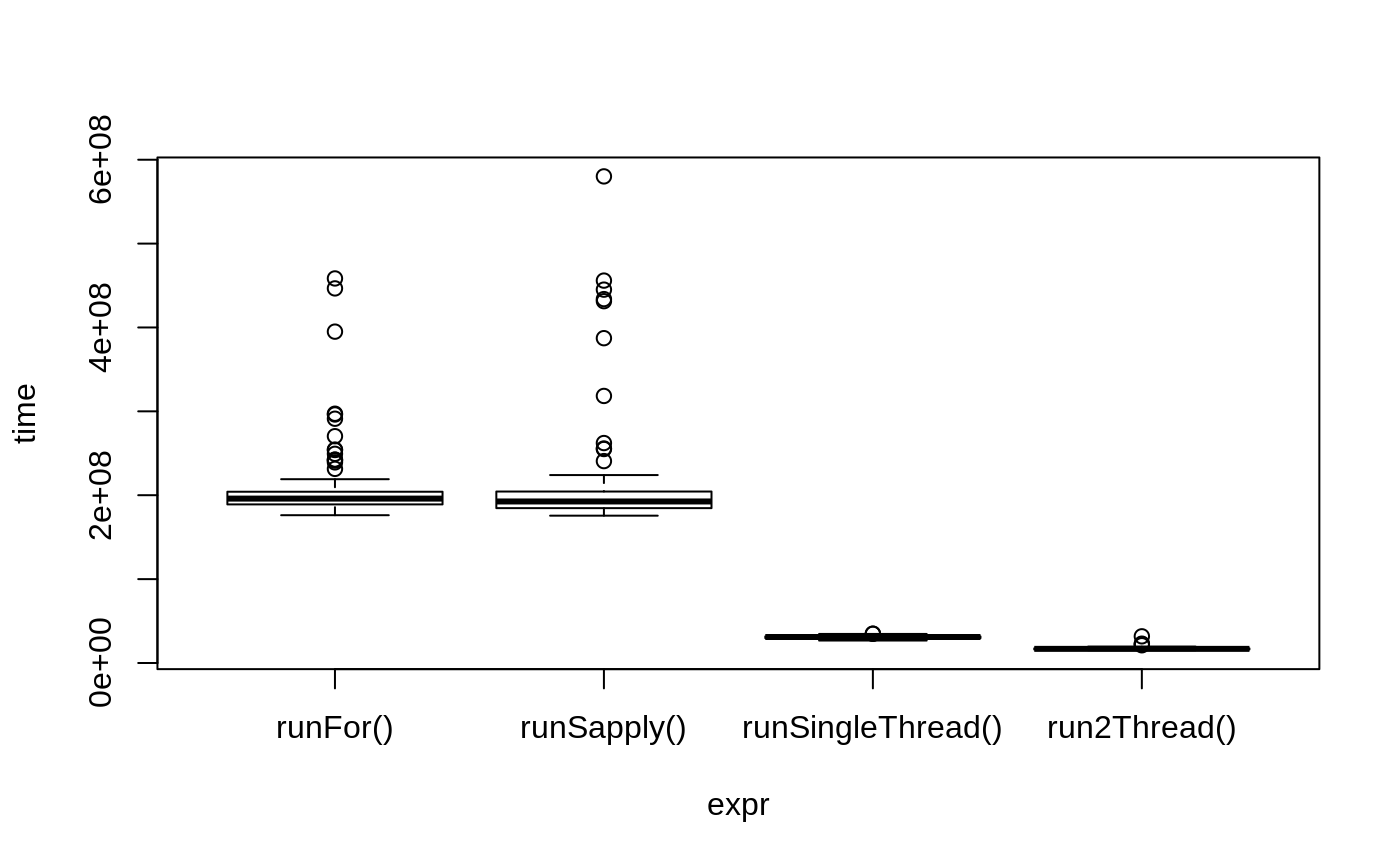 6e+08
4e+08
2e+08
0e+00
time
runFor() runSapply() runSingleThread() run2Thread()
expr